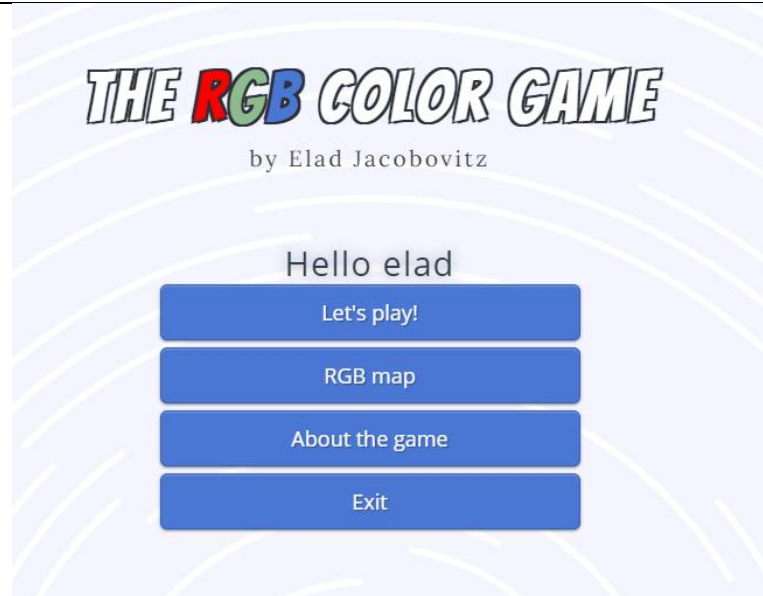 THE RGB COLOR GAME
by Elad Jacobovitz
Hello elad
Let's play!
RGB map
About the game
Exit